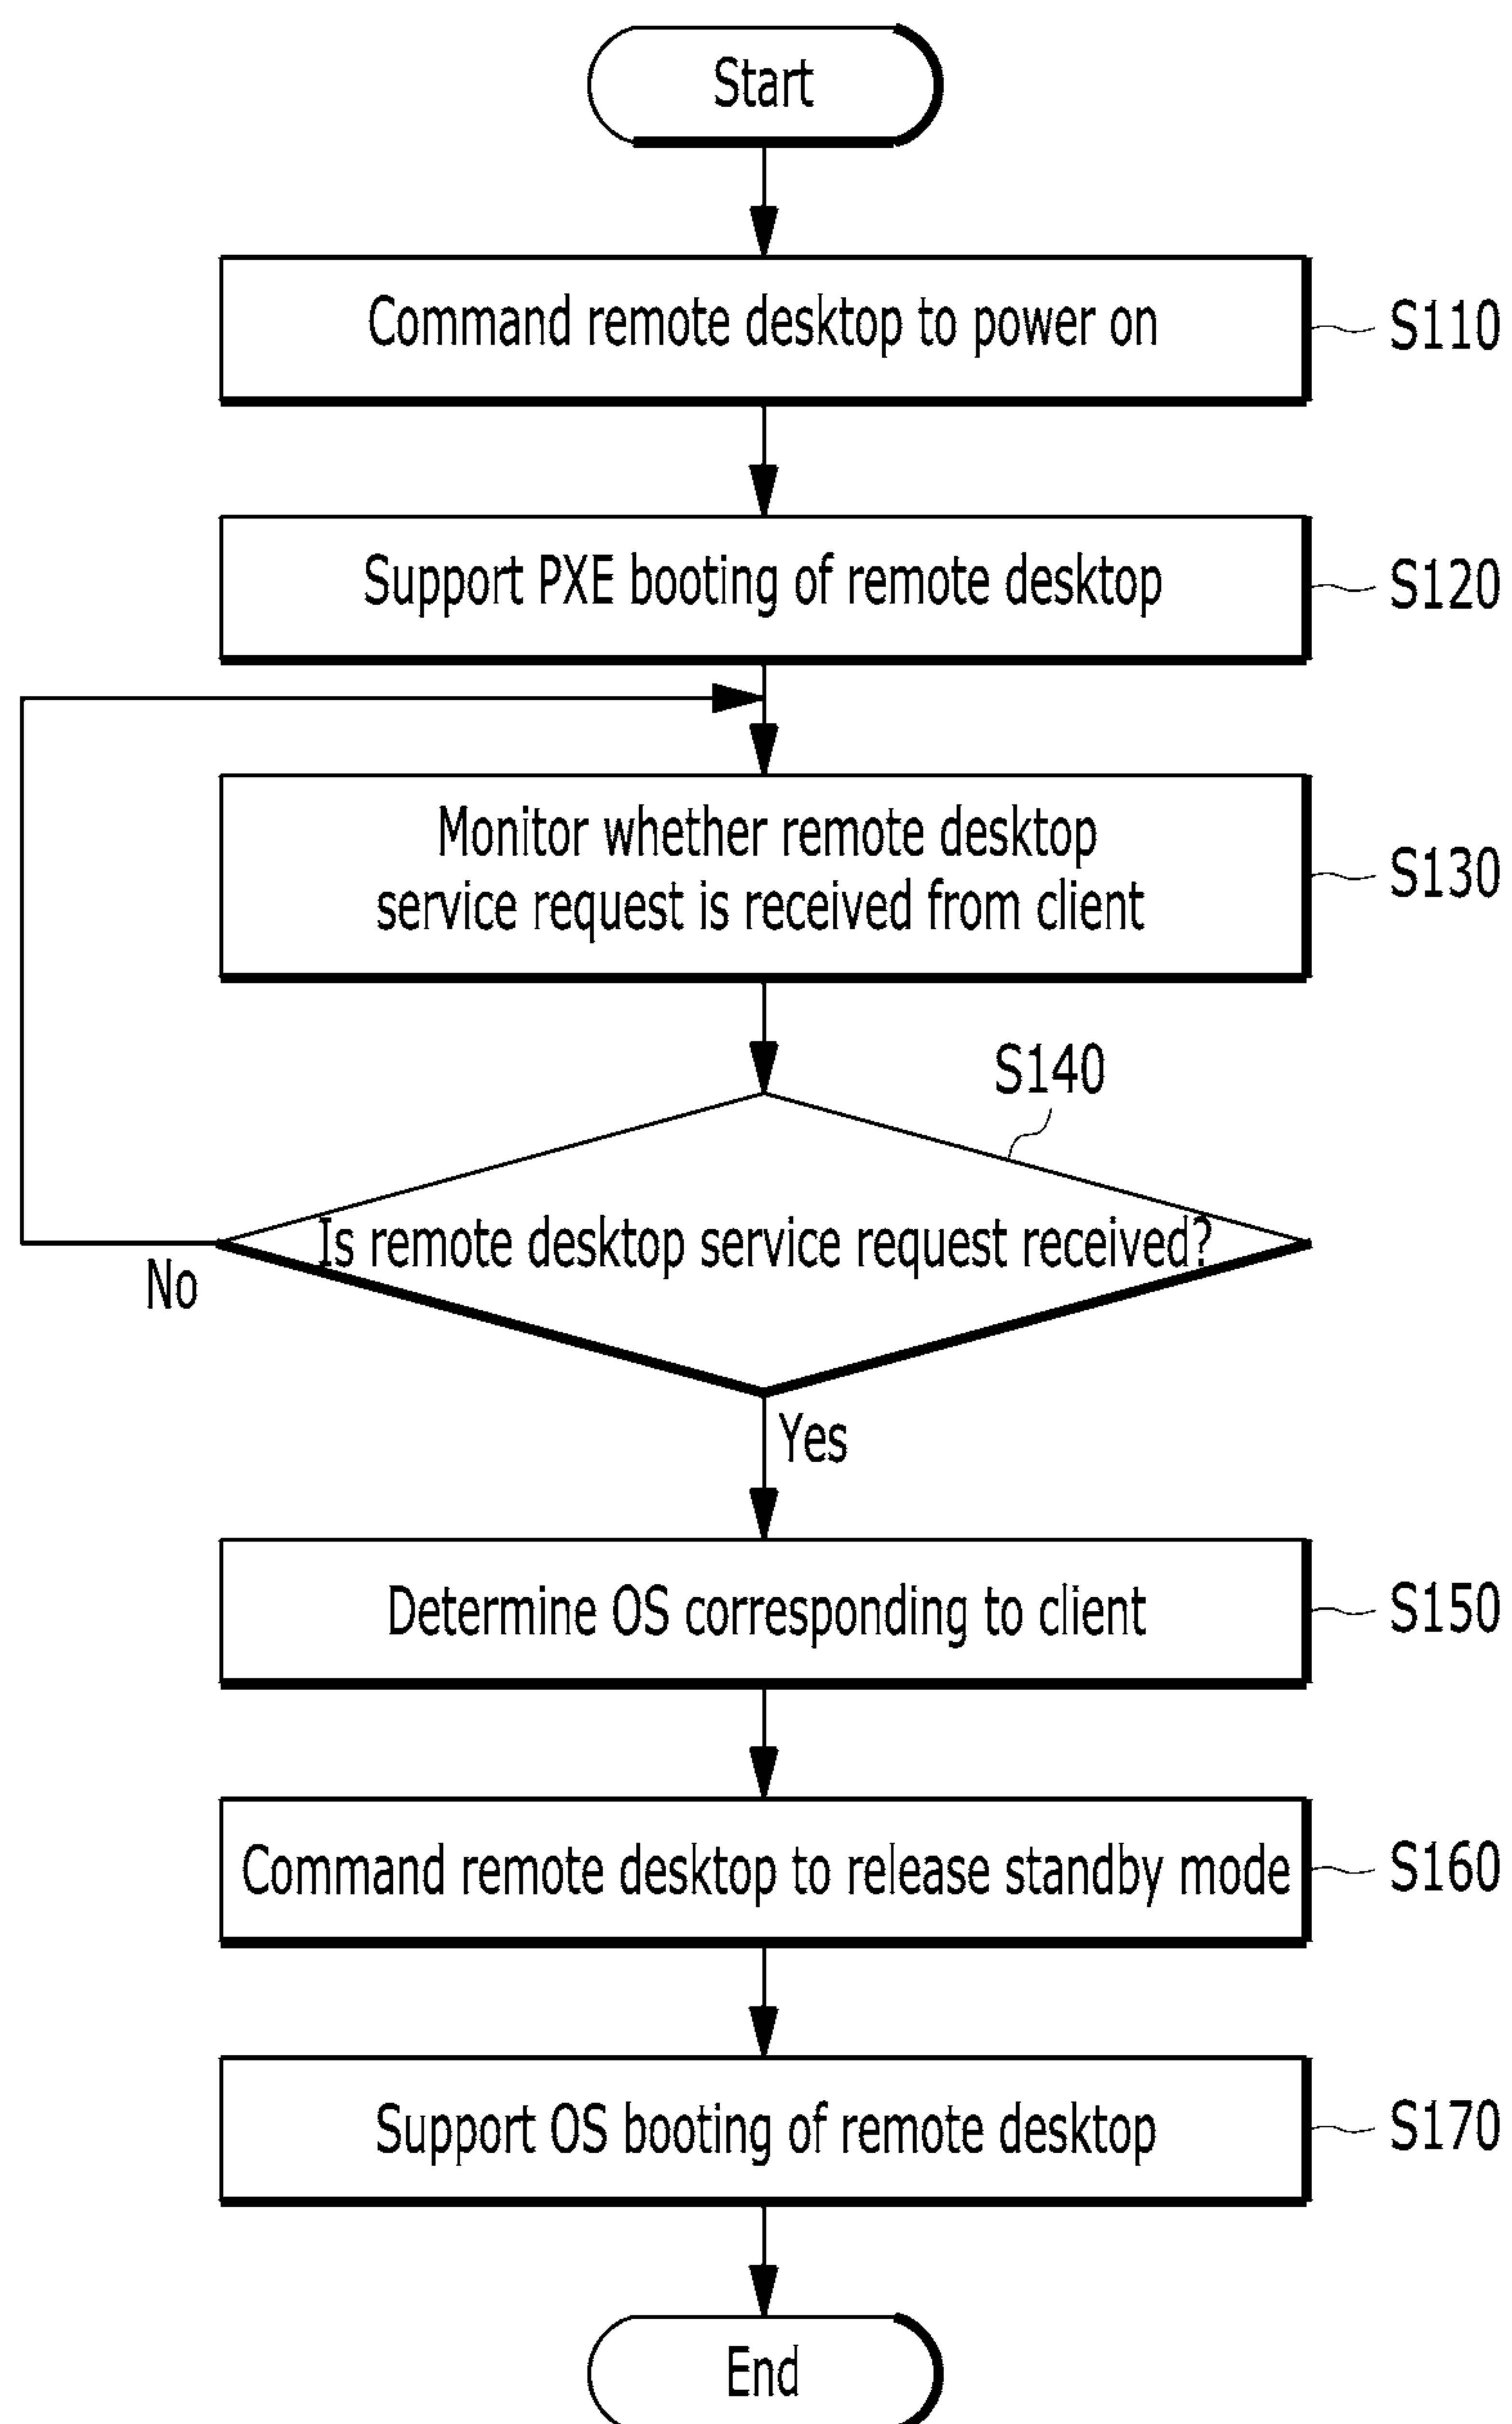 Start
Command remote desktop to power on
S110
Support PXE booting of remote desktop
S120
Monitor whether remote desktop
service request is received from client
S130
S140
Is remote desktop service request received?
No
Yes
Determine OS corresponding to client
S150
Command remote desktop to release standby mode
S160
Support OS booting of remote desktop
S170
End